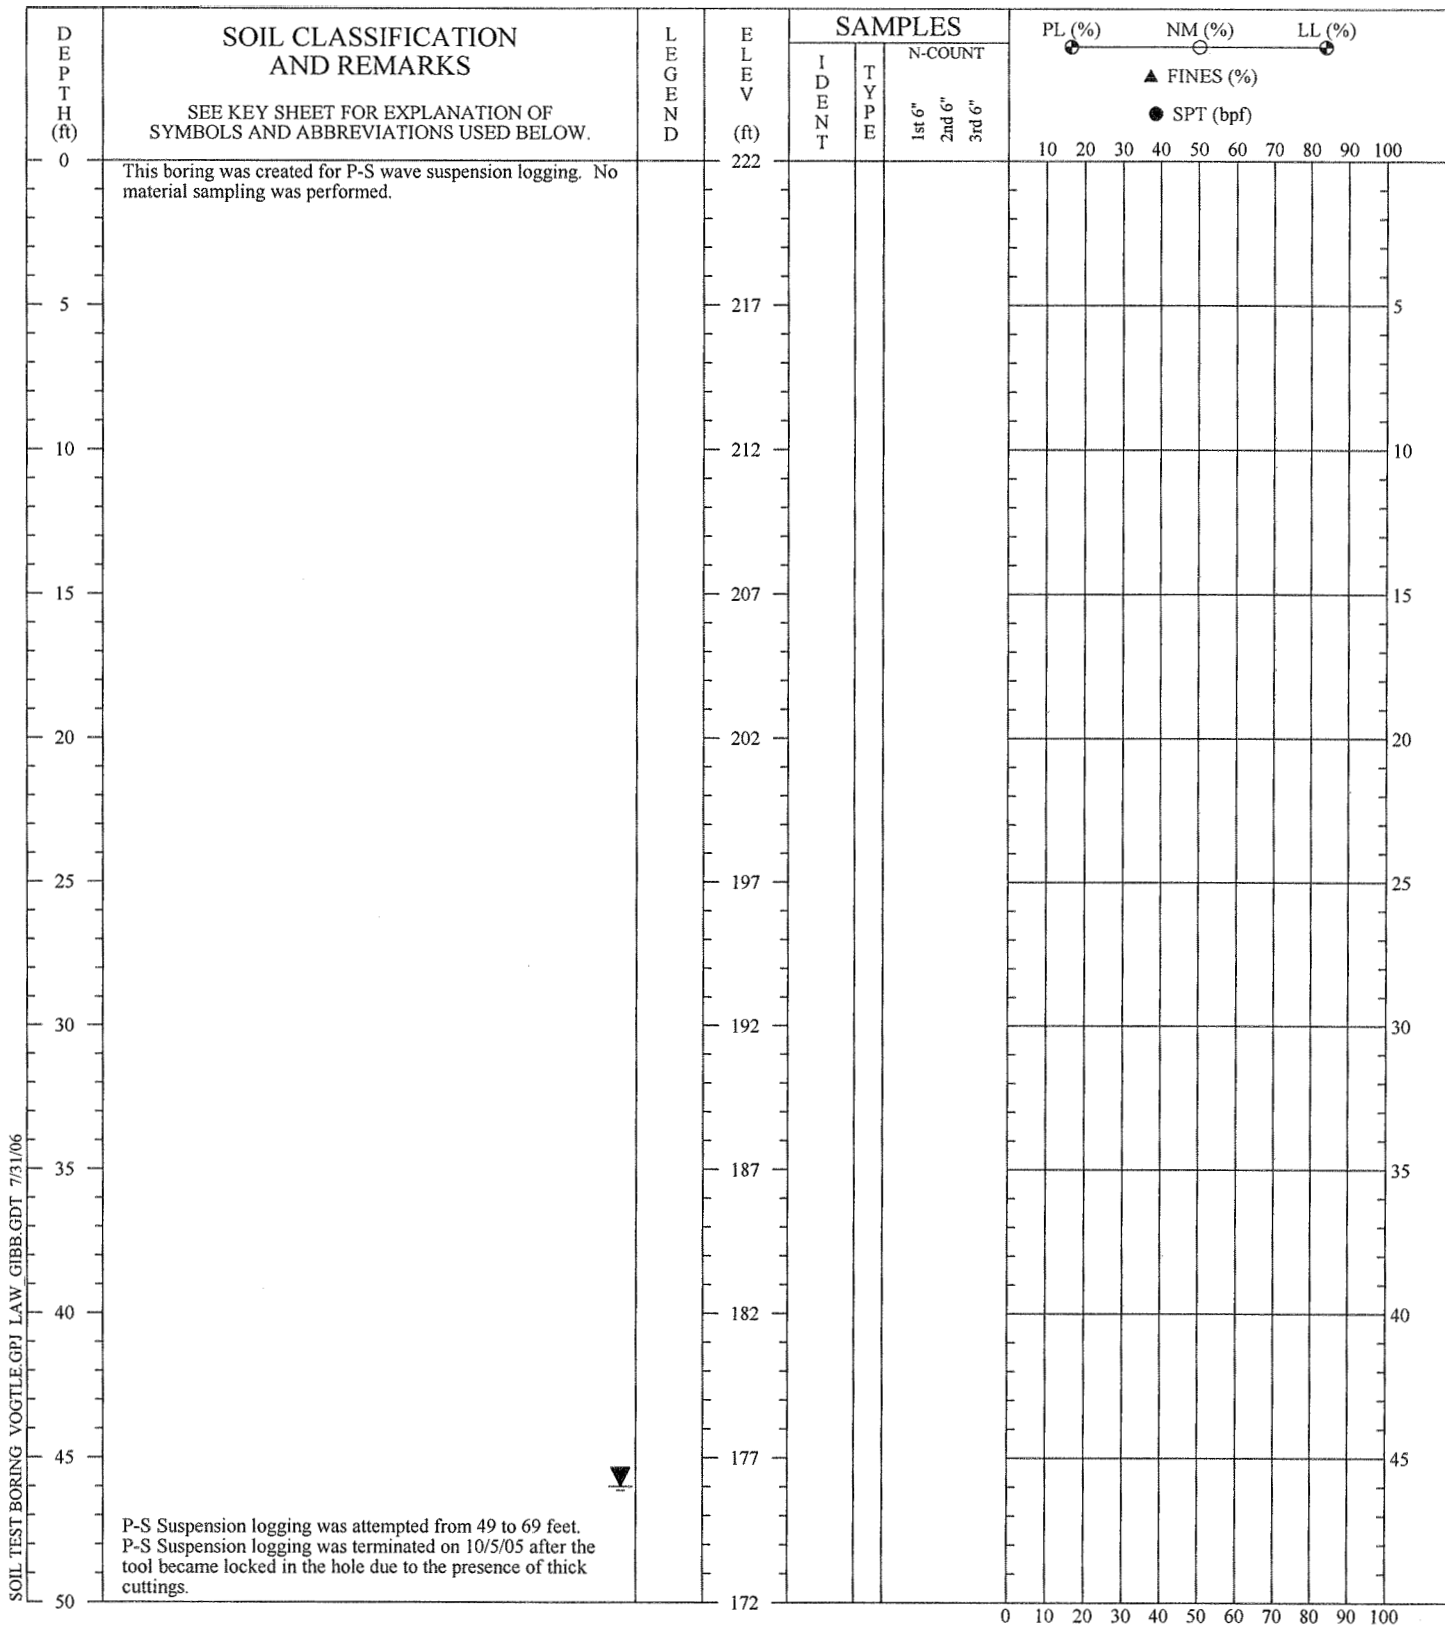 DEPTH (ft)
SOIL CLASSIFICATION
AND REMARKS
SEE KEY SHEET FOR EXPLANATION OF
SYMBOLS AND ABBREVIATIONS USED BELOW.
LEGEND
ELEV (ft)
SAMPLES
IDENT
TYPE
N-COUNT
1st 6"
2nd 6"
3rd 6"
PL (%) NM (%) LL (%)
▲ FINES (%)
● SPT (bpf)
10 20 30 40 50 60 70 80 90 100
0 222
This boring was created for P-S wave suspension logging. No
material sampling was performed.
5 217 5
10 212 10
15 207 15
20 202 20
25 197 25
30 192 30
35 187 35
40 182 40
45 177 45
P-S Suspension logging was attempted from 49 to 69 feet.
P-S Suspension logging was terminated on 10/5/05 after the
tool became locked in the hole due to the presence of thick
cuttings.
50 172
0 10 20 30 40 50 60 70 80 90 100
SOIL TEST BORING VOGTLE.GPJ LAW_GIBB.GDT 7/31/06